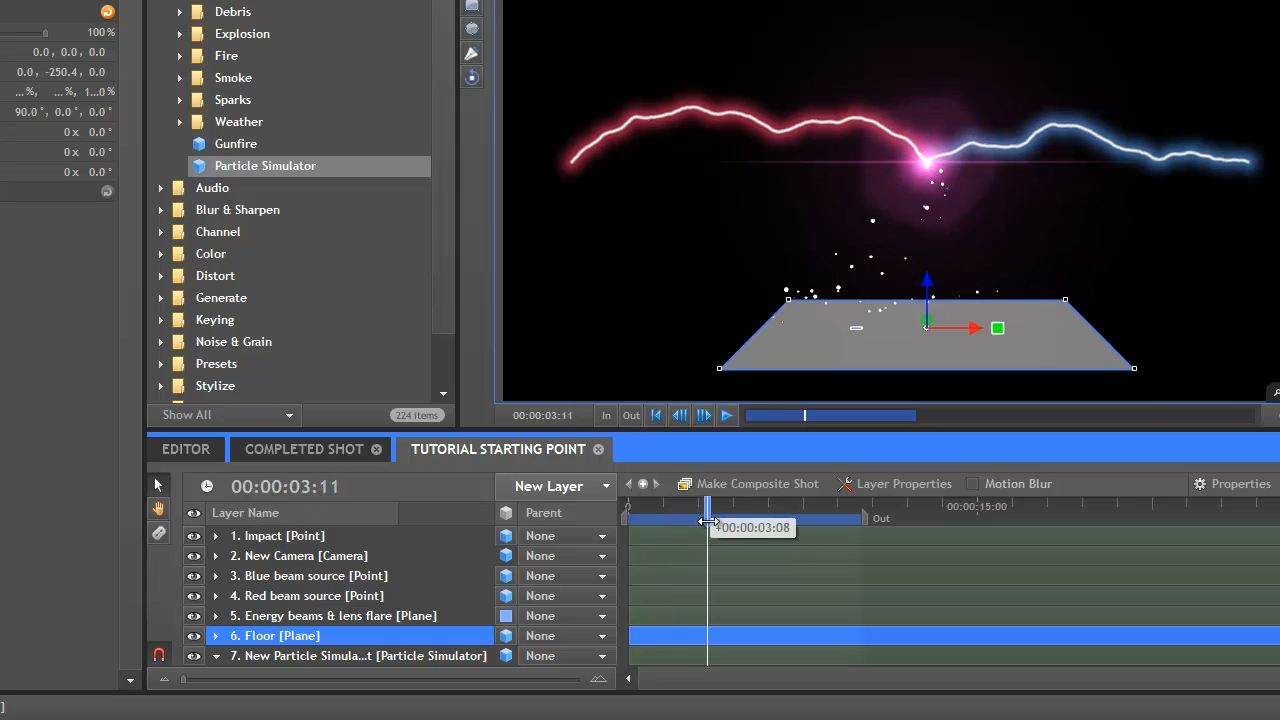 100%
0.0, 0.0, 0.0
0.0, -250.4, 0.0
...%, ...%, 1...0%
90.0°, 0.0°, 0.0°
0 x 0.0°
0 x 0.0°
0 x 0.0°
Debris
Explosion
Fire
Smoke
Sparks
Weather
Gunfire
Particle Simulator
Audio
Blur & Sharpen
Channel
Color
Distort
Generate
Keying
Noise & Grain
Presets
Stylize
Show All
224 items
00:00:03:11
In
Out
EDITOR
COMPLETED SHOT
TUTORIAL STARTING POINT
00:00:03:11
New Layer
Make Composite Shot
Layer Properties
Motion Blur
Properties
Layer Name
Parent
0
00:00:15:00
Out
+00:00:03:08
1. Impact [Point]
None
2. New Camera [Camera]
None
3. Blue beam source [Point]
None
4. Red beam source [Point]
None
5. Energy beams & lens flare [Plane]
None
6. Floor [Plane]
None
7. New Particle Simula...t [Particle Simulator]
None
]